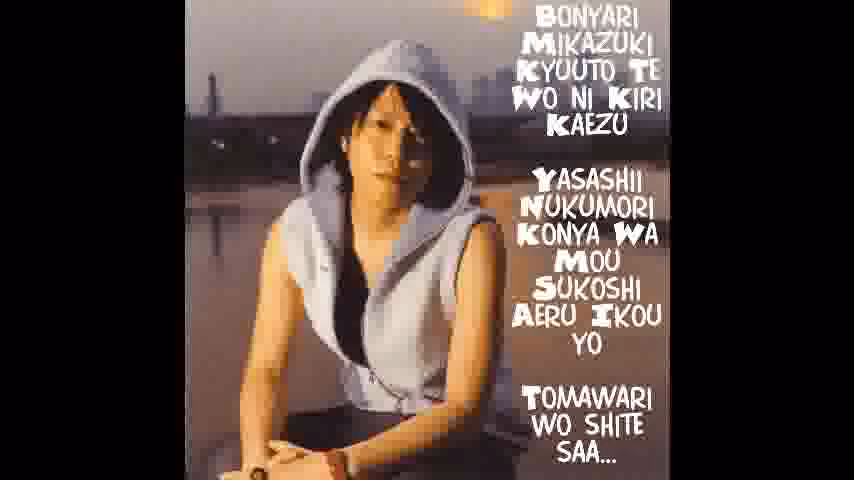 Bonyari
Mikazuki
Kyuuto Te
Wo ni Kiri
Kaezu
Yasashii
Nukumori
Konya Wa
Mou
Sukoshi
Aeru Ikou
yo
Tomawari
wo shite
saa...